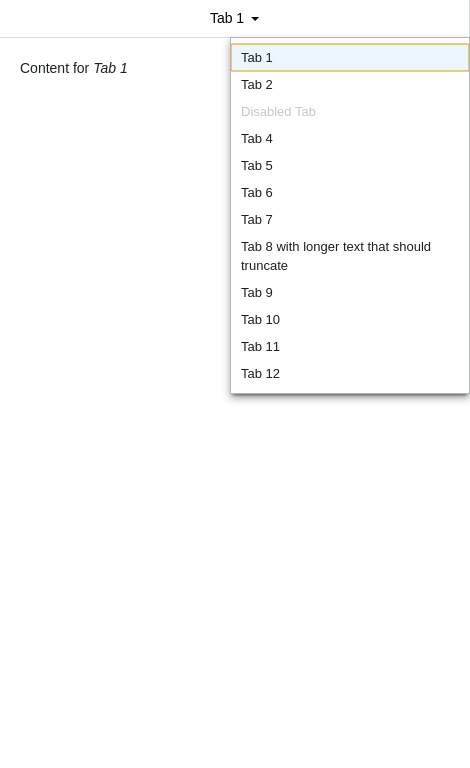 Tab 1
Content for Tab 1
Tab 1
Tab 2
Disabled Tab
Tab 4
Tab 5
Tab 6
Tab 7
Tab 8 with longer text that should
truncate
Tab 9
Tab 10
Tab 11
Tab 12